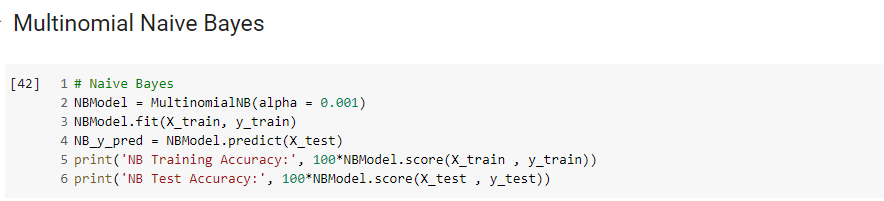 Multinomial Naive Bayes
[42] 1 # Naive Bayes
2 NBModel = MultinomialNB(alpha = 0.001)
3 NBModel.fit(X_train, y_train)
4 NB_y_pred = NBModel.predict(X_test)
5 print('NB Training Accuracy:', 100*NBModel.score(X_train , y_train))
6 print('NB Test Accuracy:', 100*NBModel.score(X_test , y_test))